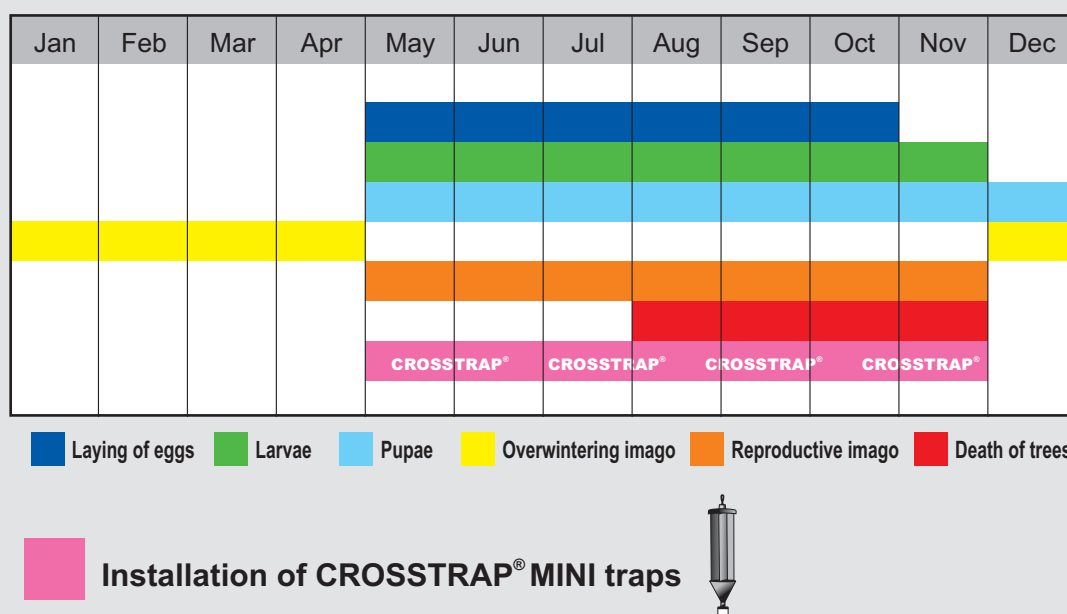 Jan Feb Mar Apr May Jun Jul Aug Sep Oct Nov Dec
CROSSTRAP® CROSSTRAP® CROSSTRAP® CROSSTRAP®
Laying of eggs Larvae Pupae Overwintering imago Reproductive imago Death of trees
Installation of CROSSTRAP® MINI traps